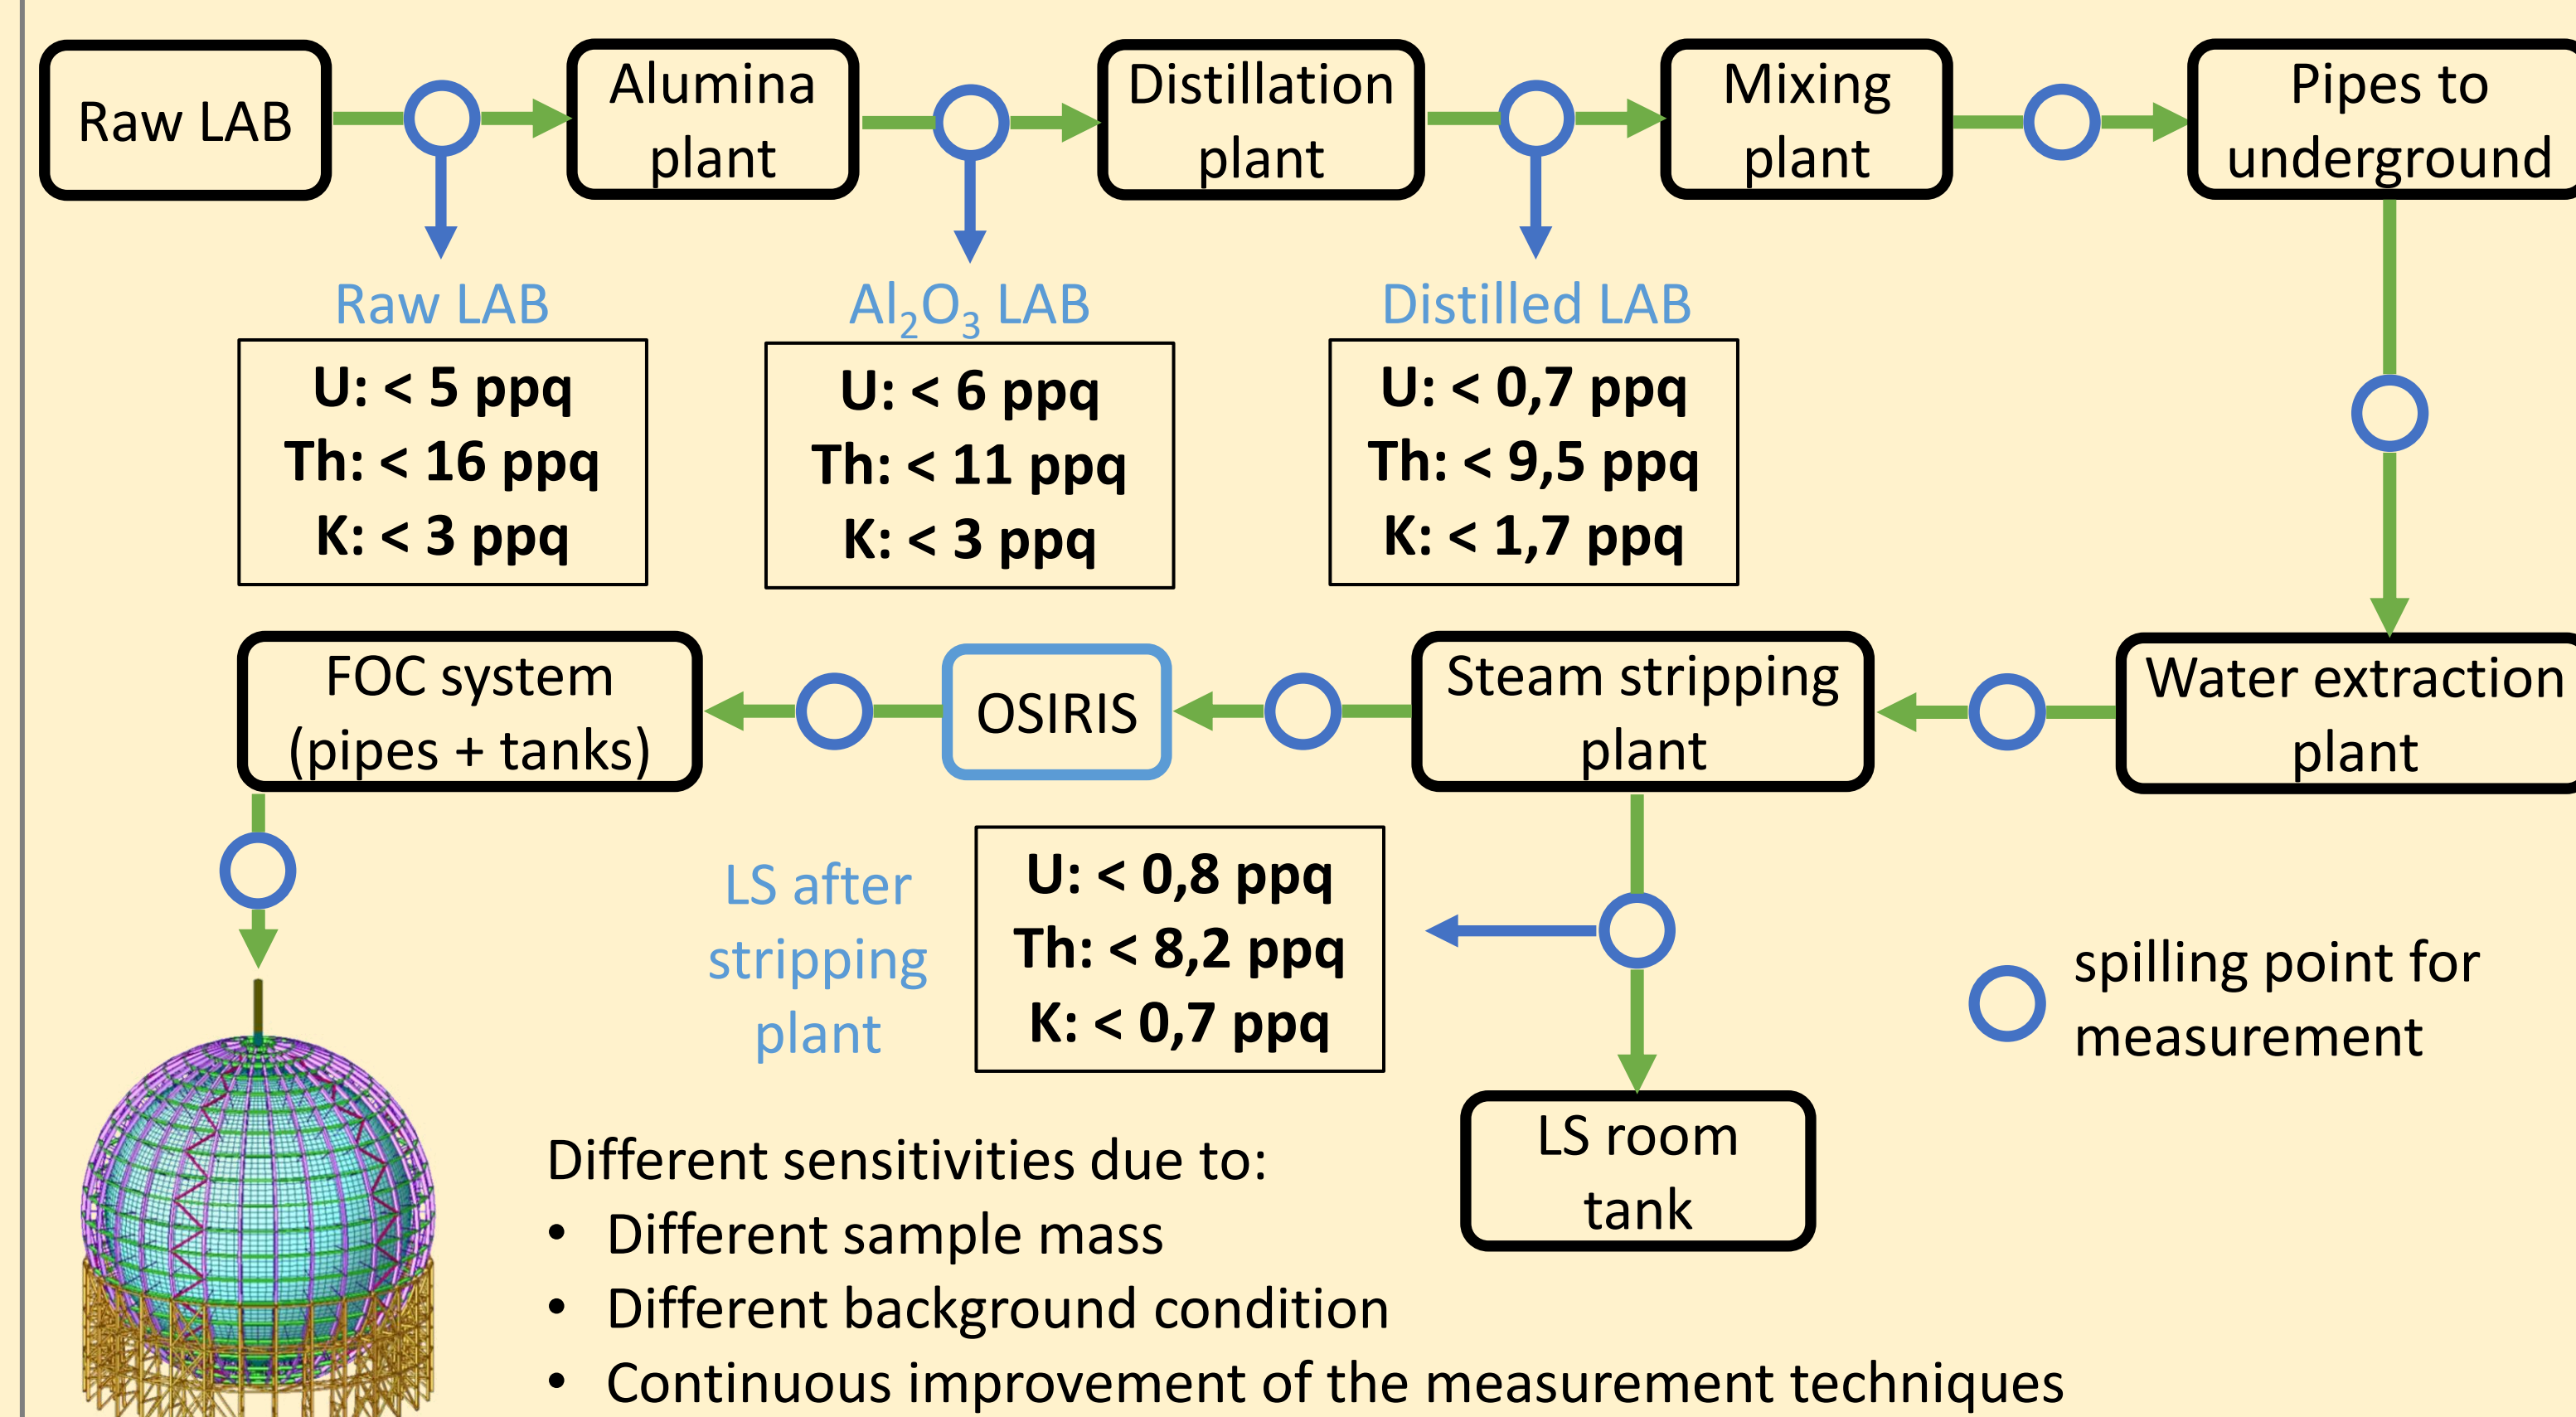 Raw LAB
Alumina
plant
Distillation
plant
Mixing
plant
Pipes to
underground
Raw LAB
U: < 5 ppq
Th: < 16 ppq
K: < 3 ppq
Al₂O₃ LAB
U: < 6 ppq
Th: < 11 ppq
K: < 3 ppq
Distilled LAB
U: < 0,7 ppq
Th: < 9,5 ppq
K: < 1,7 ppq
FOC system
(pipes + tanks)
OSIRIS
Steam stripping
plant
Water extraction
plant
LS after
stripping
plant
U: < 0,8 ppq
Th: < 8,2 ppq
K: < 0,7 ppq
spilling point for
measurement
LS room
tank
Different sensitivities due to:
• Different sample mass
• Different background condition
• Continuous improvement of the measurement techniques